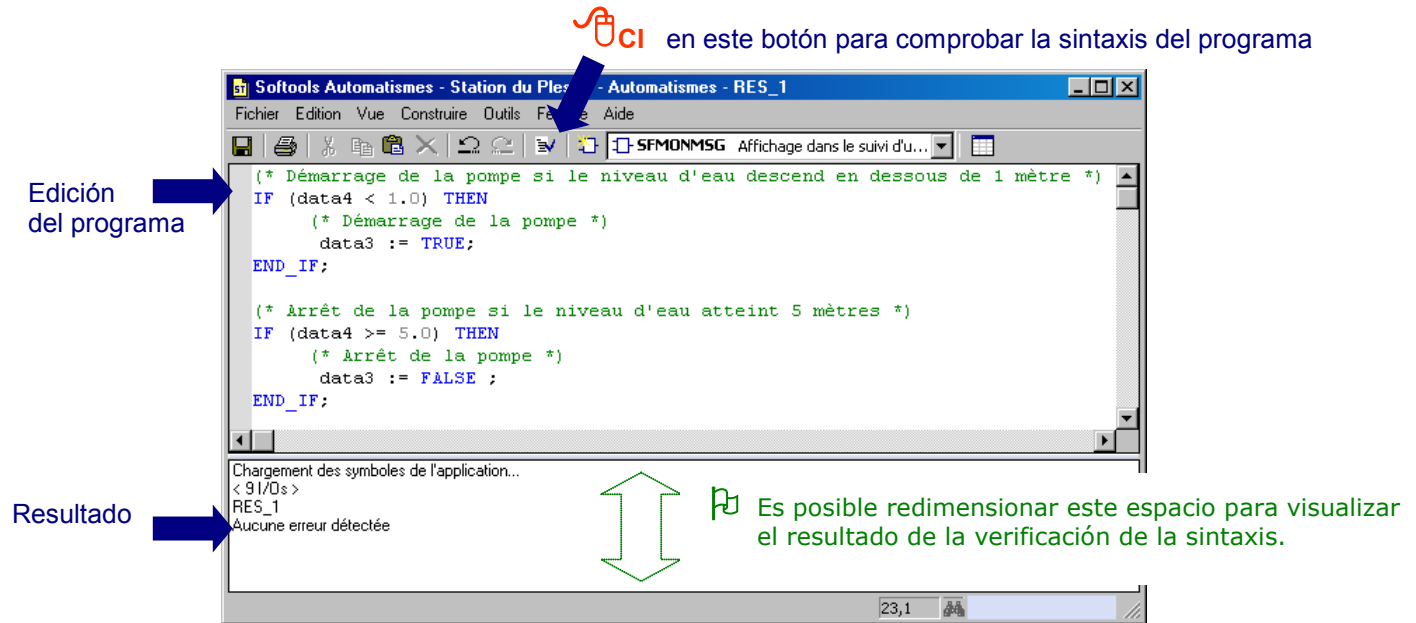 CI en este botón para comprobar la sintaxis del programa
ST Softools Automatismes - Station du Ples - Automatismes - RES_1
Fichier Edition Vue Construire Outils Fe e Aide
SFMONMSG Affichage dans le suivi d'u...
Edición
del programa
(* Démarrage de la pompe si le niveau d'eau descend en dessous de 1 mètre *)
IF (data4 < 1.0) THEN
(* Démarrage de la pompe *)
data3 := TRUE;
END_IF;
(* Arrêt de la pompe si le niveau d'eau atteint 5 mètres *)
IF (data4 >= 5.0) THEN
(* Arrêt de la pompe *)
data3 := FALSE ;
END_IF;
Resultado
Chargement des symboles de l'application...
< 9 I/Os >
RES_1
Aucune erreur détectée
Es posible redimensionar este espacio para visualizar
el resultado de la verificación de la sintaxis.
23,1